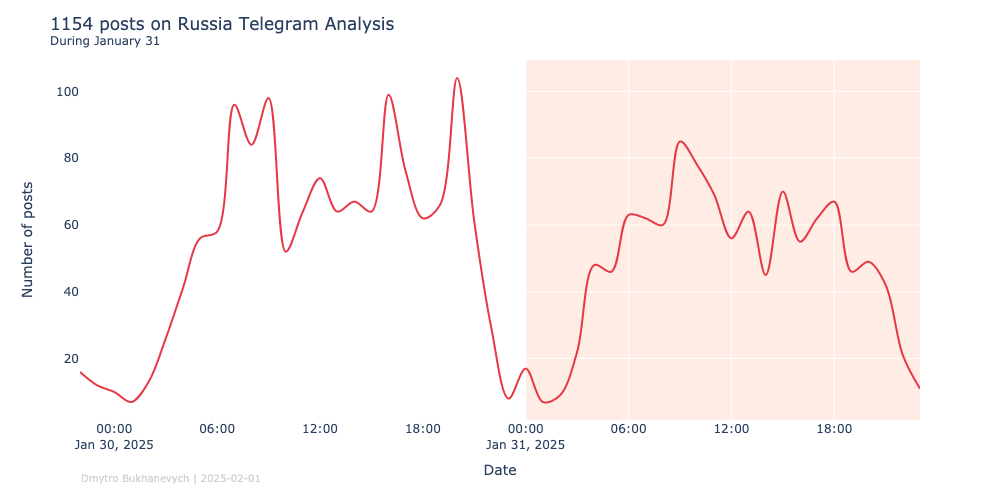 1154 posts on Russia Telegram Analysis
During January 31
100
80
60
40
20
Number of posts
00:00 06:00 12:00 18:00 00:00 06:00 12:00 18:00
Jan 30, 2025 Jan 31, 2025
Date
Dmytro Bukhanevych | 2025-02-01